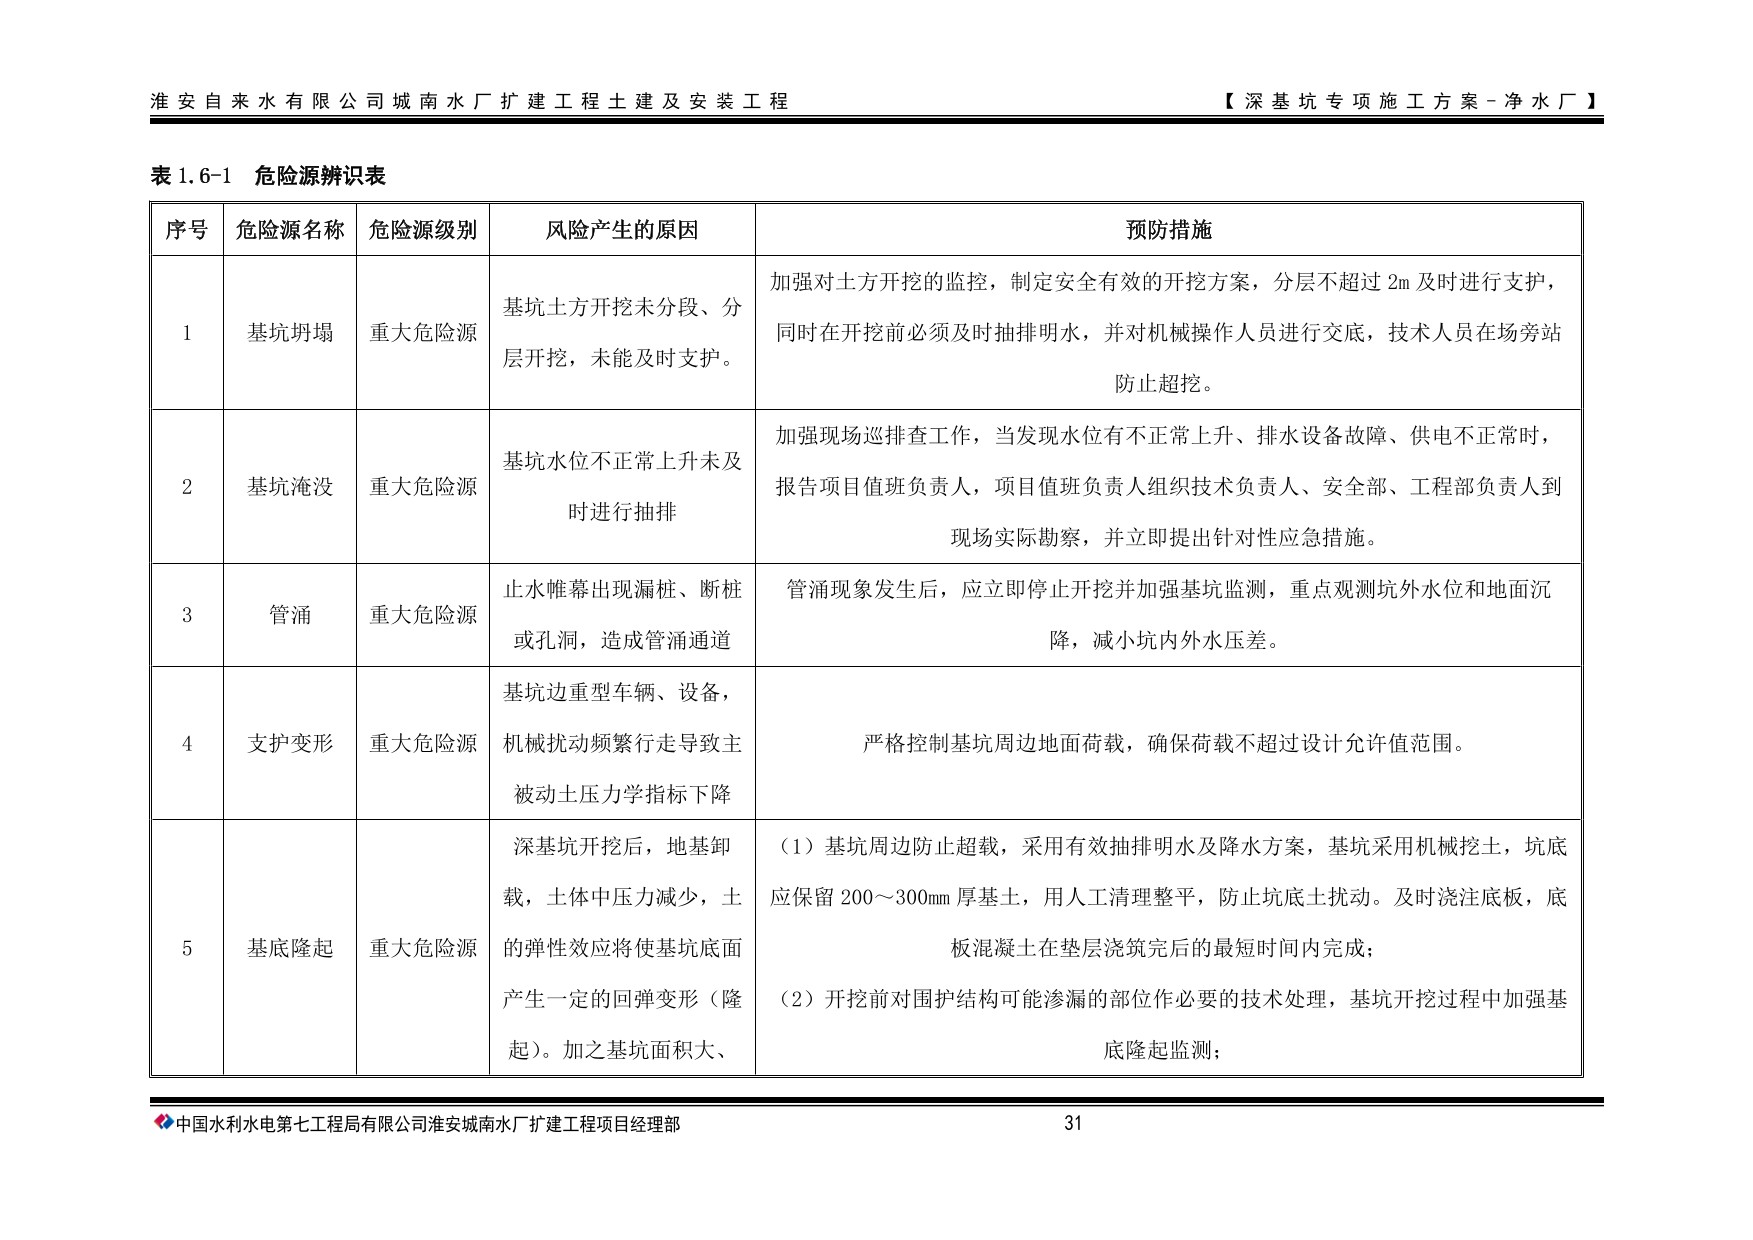 淮安自来水有限公司城南水厂扩建工程土建及安装工程
【深基坑专项施工方案-净水厂】
表 1.6-1 危险源辨识表
序号 危险源名称 危险源级别 风险产生的原因 预防措施
1 基坑坍塌 重大危险源
基坑土方开挖未分段、分
层开挖，未能及时支护。
加强对土方开挖的监控，制定安全有效的开挖方案，分层不超过 2m 及时进行支护，
同时在开挖前必须及时抽排明水，并对机械操作人员进行交底，技术人员在场旁站
防止超挖。
2 基坑淹没 重大危险源
基坑水位不正常上升未及
时进行抽排
加强现场巡排查工作，当发现水位有不正常上升、排水设备故障、供电不正常时，
报告项目值班负责人，项目值班负责人组织技术负责人、安全部、工程部负责人到
现场实际勘察，并立即提出针对性应急措施。
3 管涌 重大危险源
止水帷幕出现漏桩、断桩
或孔洞，造成管涌通道
管涌现象发生后，应立即停止开挖并加强基坑监测，重点观测坑外水位和地面沉
降，减小坑内外水压差。
4 支护变形 重大危险源
基坑边重型车辆、设备，
机械扰动频繁行走导致主
被动土压力学指标下降
严格控制基坑周边地面荷载，确保荷载不超过设计允许值范围。
5 基底隆起 重大危险源
深基坑开挖后，地基卸
载，土体中压力减少，土
的弹性效应将使基坑底面
产生一定的回弹变形（隆
起）。加之基坑面积大、
（1）基坑周边防止超载，采用有效抽排明水及降水方案，基坑采用机械挖土，坑底
应保留 200～300mm 厚基土，用人工清理整平，防止坑底土扰动。及时浇注底板，底
板混凝土在垫层浇筑完后的最短时间内完成；
（2）开挖前对围护结构可能渗漏的部位作必要的技术处理，基坑开挖过程中加强基
底隆起监测；
中国水利水电第七工程局有限公司淮安城南水厂扩建工程项目经理部
31